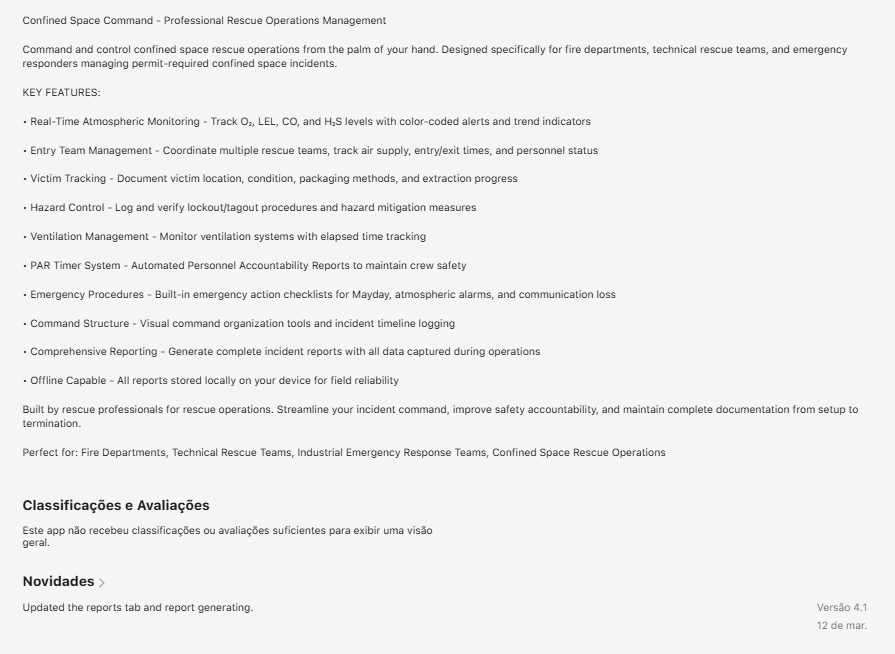 Confined Space Command - Professional Rescue Operations Management
Command and control confined space rescue operations from the palm of your hand. Designed specifically for fire departments, technical rescue teams, and emergency
responders managing permit-required confined space incidents.
KEY FEATURES:
• Real-Time Atmospheric Monitoring - Track O₂, LEL, CO, and H₂S levels with color-coded alerts and trend indicators
• Entry Team Management - Coordinate multiple rescue teams, track air supply, entry/exit times, and personnel status
• Victim Tracking - Document victim location, condition, packaging methods, and extraction progress
• Hazard Control - Log and verify lockout/tagout procedures and hazard mitigation measures
• Ventilation Management - Monitor ventilation systems with elapsed time tracking
• PAR Timer System - Automated Personnel Accountability Reports to maintain crew safety
• Emergency Procedures - Built-in emergency action checklists for Mayday, atmospheric alarms, and communication loss
• Command Structure - Visual command organization tools and incident timeline logging
• Comprehensive Reporting - Generate complete incident reports with all data captured during operations
• Offline Capable - All reports stored locally on your device for field reliability
Built by rescue professionals for rescue operations. Streamline your incident command, improve safety accountability, and maintain complete documentation from setup to
termination.
Perfect for: Fire Departments, Technical Rescue Teams, Industrial Emergency Response Teams, Confined Space Rescue Operations
Classificações e Avaliações
Este app não recebeu classificações ou avaliações suficientes para exibir uma visão
geral.
Novidades
Updated the reports tab and report generating.
Versão 4.1
12 de mar.